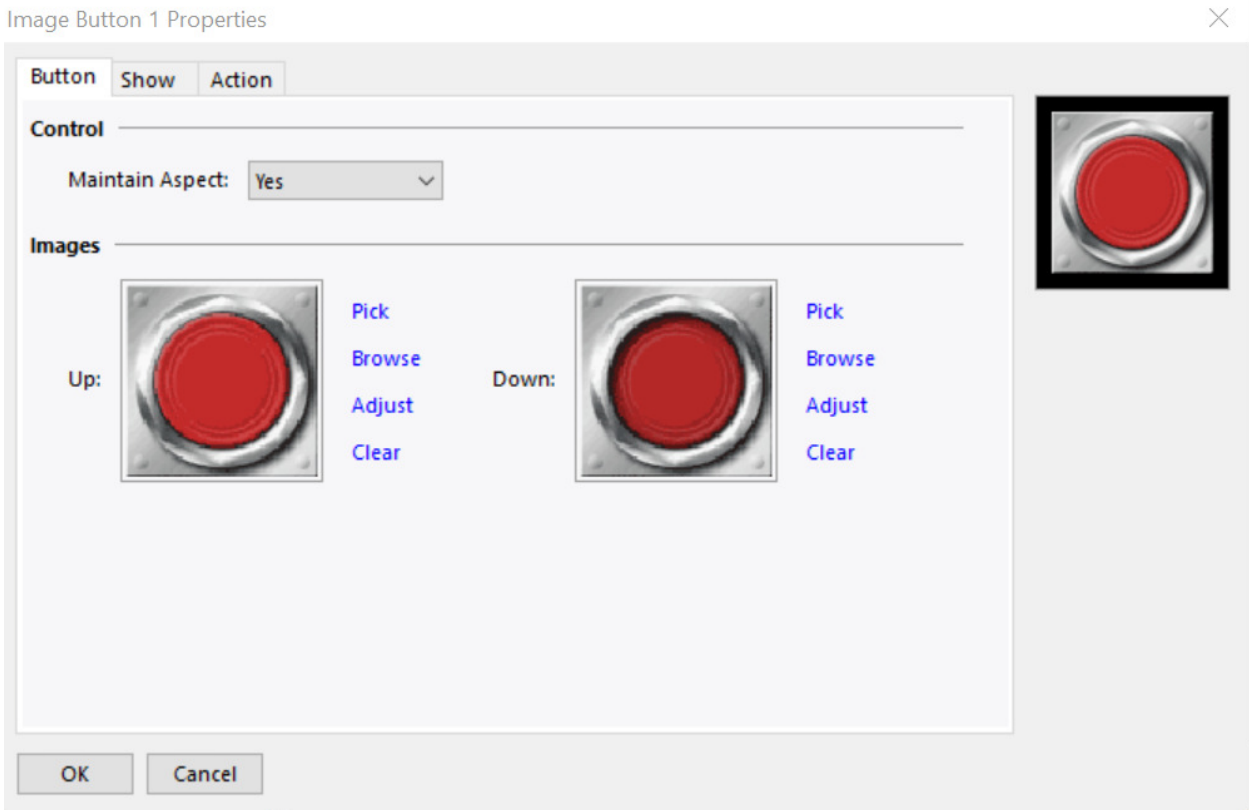 Image Button 1 Properties
Button Show Action
Control
Maintain Aspect: Yes
Images
Up:
Pick
Browse
Adjust
Clear
Down:
Pick
Browse
Adjust
Clear
OK Cancel